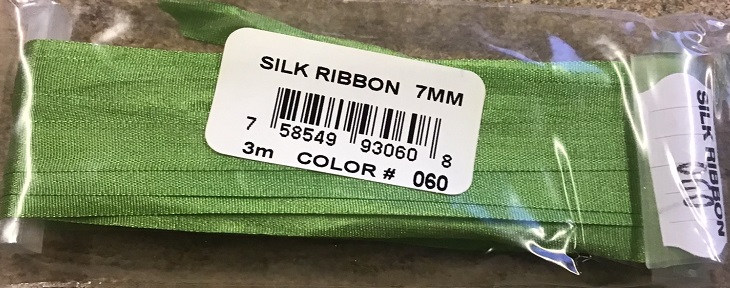 SILK RIBBON 7MM
7 58549 93060 8
3m COLOR # 060
SILK RIBBON